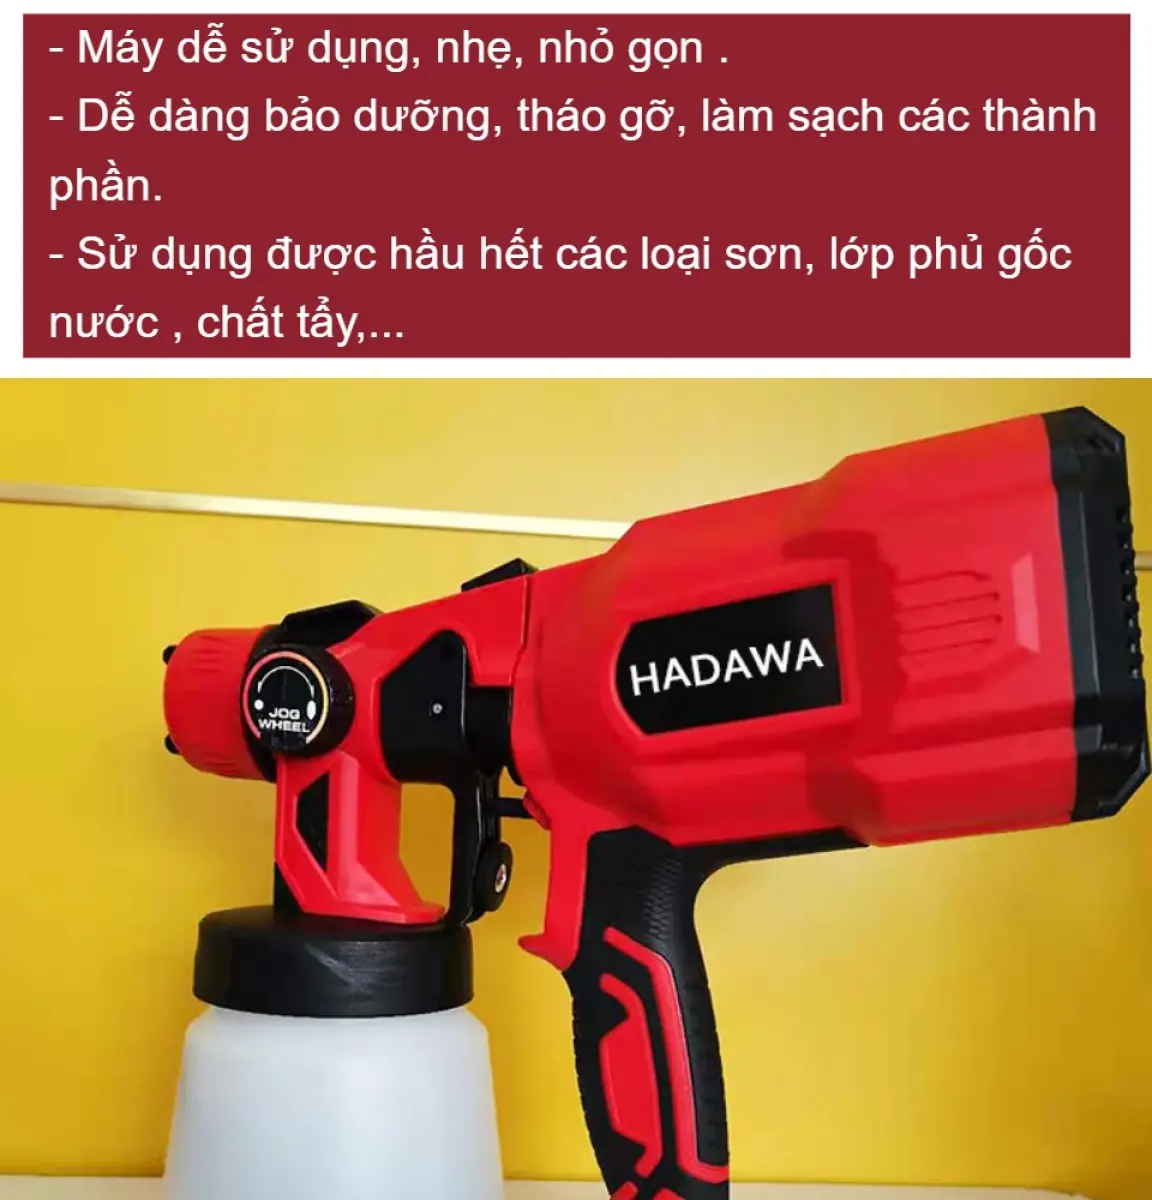 - Máy dễ sử dụng, nhẹ, nhỏ gọn .
- Dễ dàng bảo dưỡng, tháo gỡ, làm sạch các thành
phần.
- Sử dụng được hầu hết các loại sơn, lớp phủ gốc
nước , chất tẩy,...
HADAWA
JOG
WHEEL